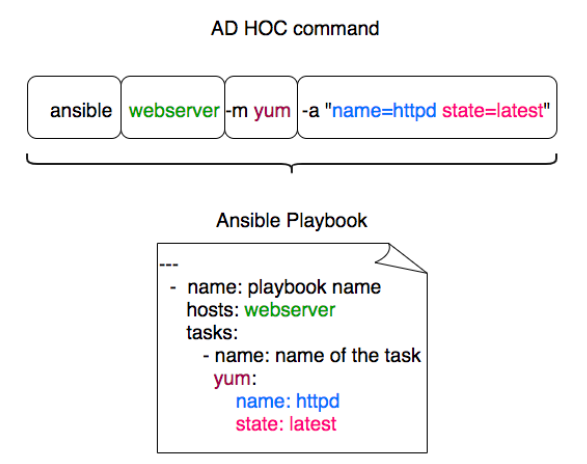 AD HOC command
ansible webserver -m yum -a "name=httpd state=latest"
Ansible Playbook
---
- name: playbook name
hosts: webserver
tasks:
- name: name of the task
yum:
name: httpd
state: latest